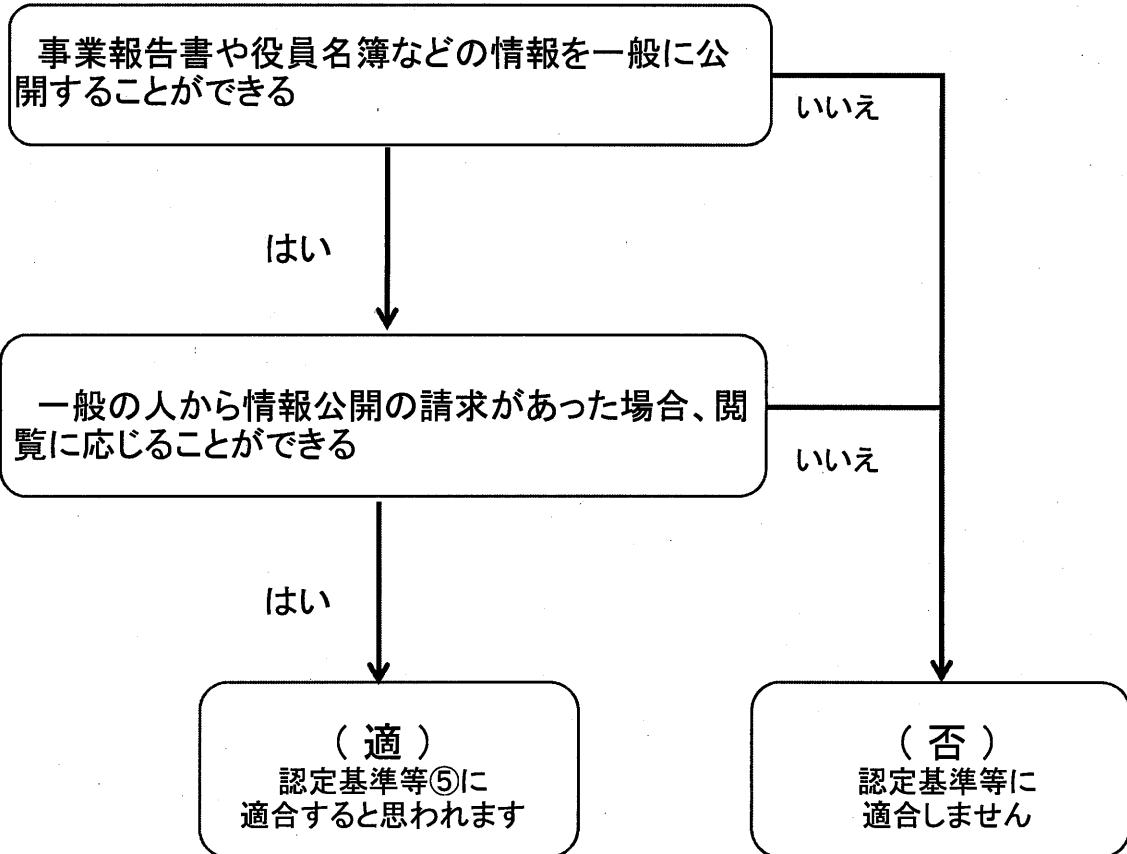 事業報告書や役員名簿などの情報を一般に公
開することができる
いいえ
はい
一般の人から情報公開の請求があった場合、閲
覧に応じることができる
いいえ
はい
（ 適 ）
認定基準等⑤に
適合すると思われます
（ 否 ）
認定基準等に
適合しません